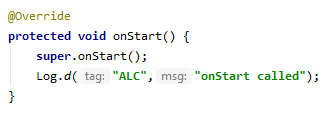 @Override
protected void onStart() {
super.onStart();
Log.d( tag: "ALC", msg: "onStart called");
}